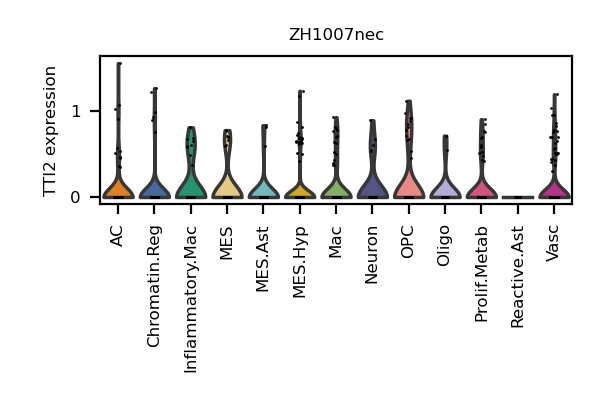 ZH1007nec
TTI2 expression
1
0
AC
Chromatin.Reg
Inflammatory.Mac
MES
MES.Ast
MES.Hyp
Mac
Neuron
OPC
Oligo
Prolif.Metab
Reactive.Ast
Vasc